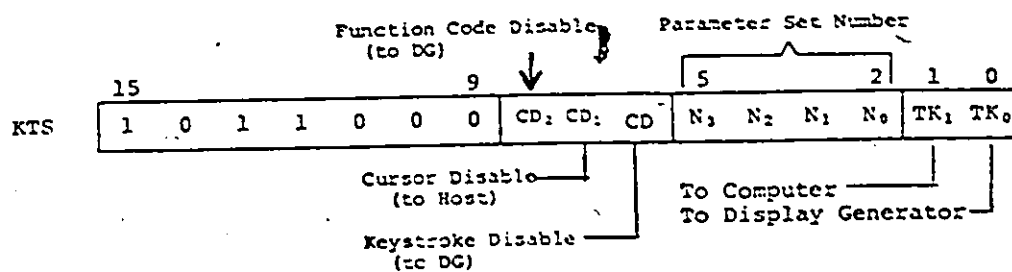 Function Code Disable
(to DG)
Parameter Set Number
15 9 5 2 1 0
KTS 1 0 1 1 0 0 0 CD₂ CD₁ CD N₃ N₂ N₁ N₀ TK₁ TK₀
Cursor Disable
(to Host)
To Computer
To Display Generator
Keystroke Disable
(to DG)